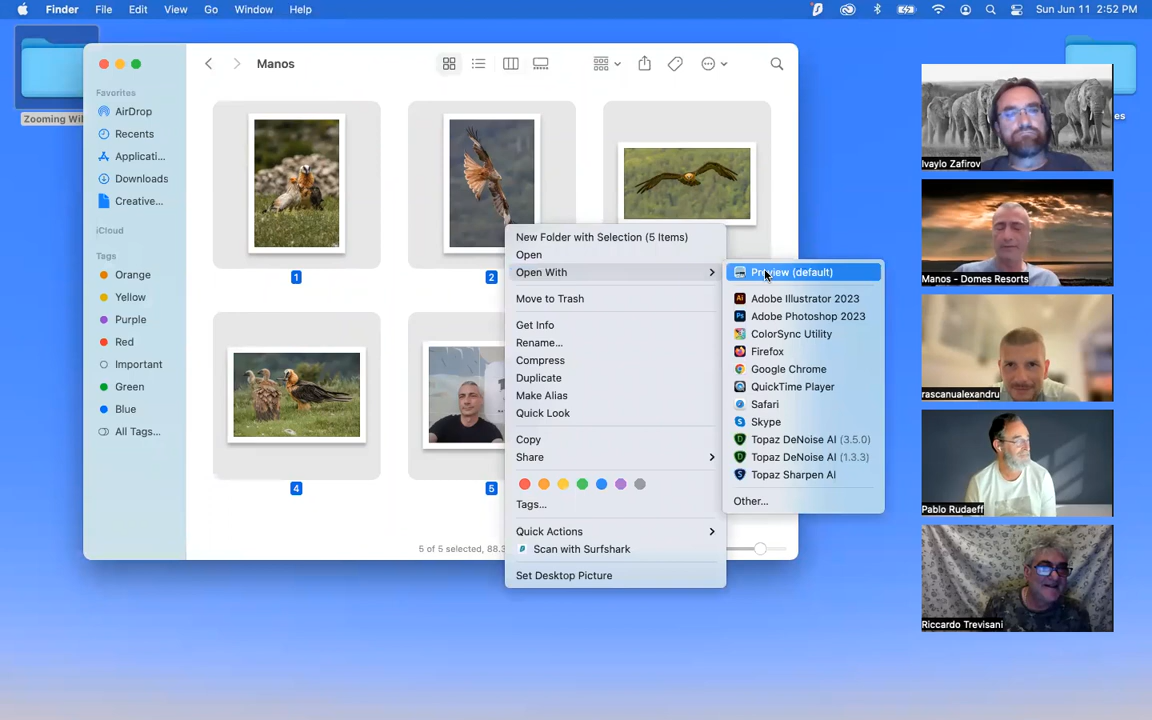 Finder File Edit View Go Window Help
Sun Jun 11 2:52 PM
Zooming Wit
Manos
Favorites
AirDrop
Recents
Applicati...
Downloads
Creative...
iCloud
Tags
Orange
Yellow
Purple
Red
Important
Green
Blue
All Tags...
1
2
4
5
5 of 5 selected, 88.3
New Folder with Selection (5 Items)
Open
Open With
Move to Trash
Get Info
Rename...
Compress
Duplicate
Make Alias
Quick Look
Copy
Share
Tags...
Quick Actions
Scan with Surfshark
Set Desktop Picture
Preview (default)
Adobe Illustrator 2023
Adobe Photoshop 2023
ColorSync Utility
Firefox
Google Chrome
QuickTime Player
Safari
Skype
Topaz DeNoise AI (3.5.0)
Topaz DeNoise AI (1.3.3)
Topaz Sharpen AI
Other...
Ivaylo Zafirov
Manos - Domes Resorts
rascanualexandru
Pablo Rudaeff
Riccardo Trevisani